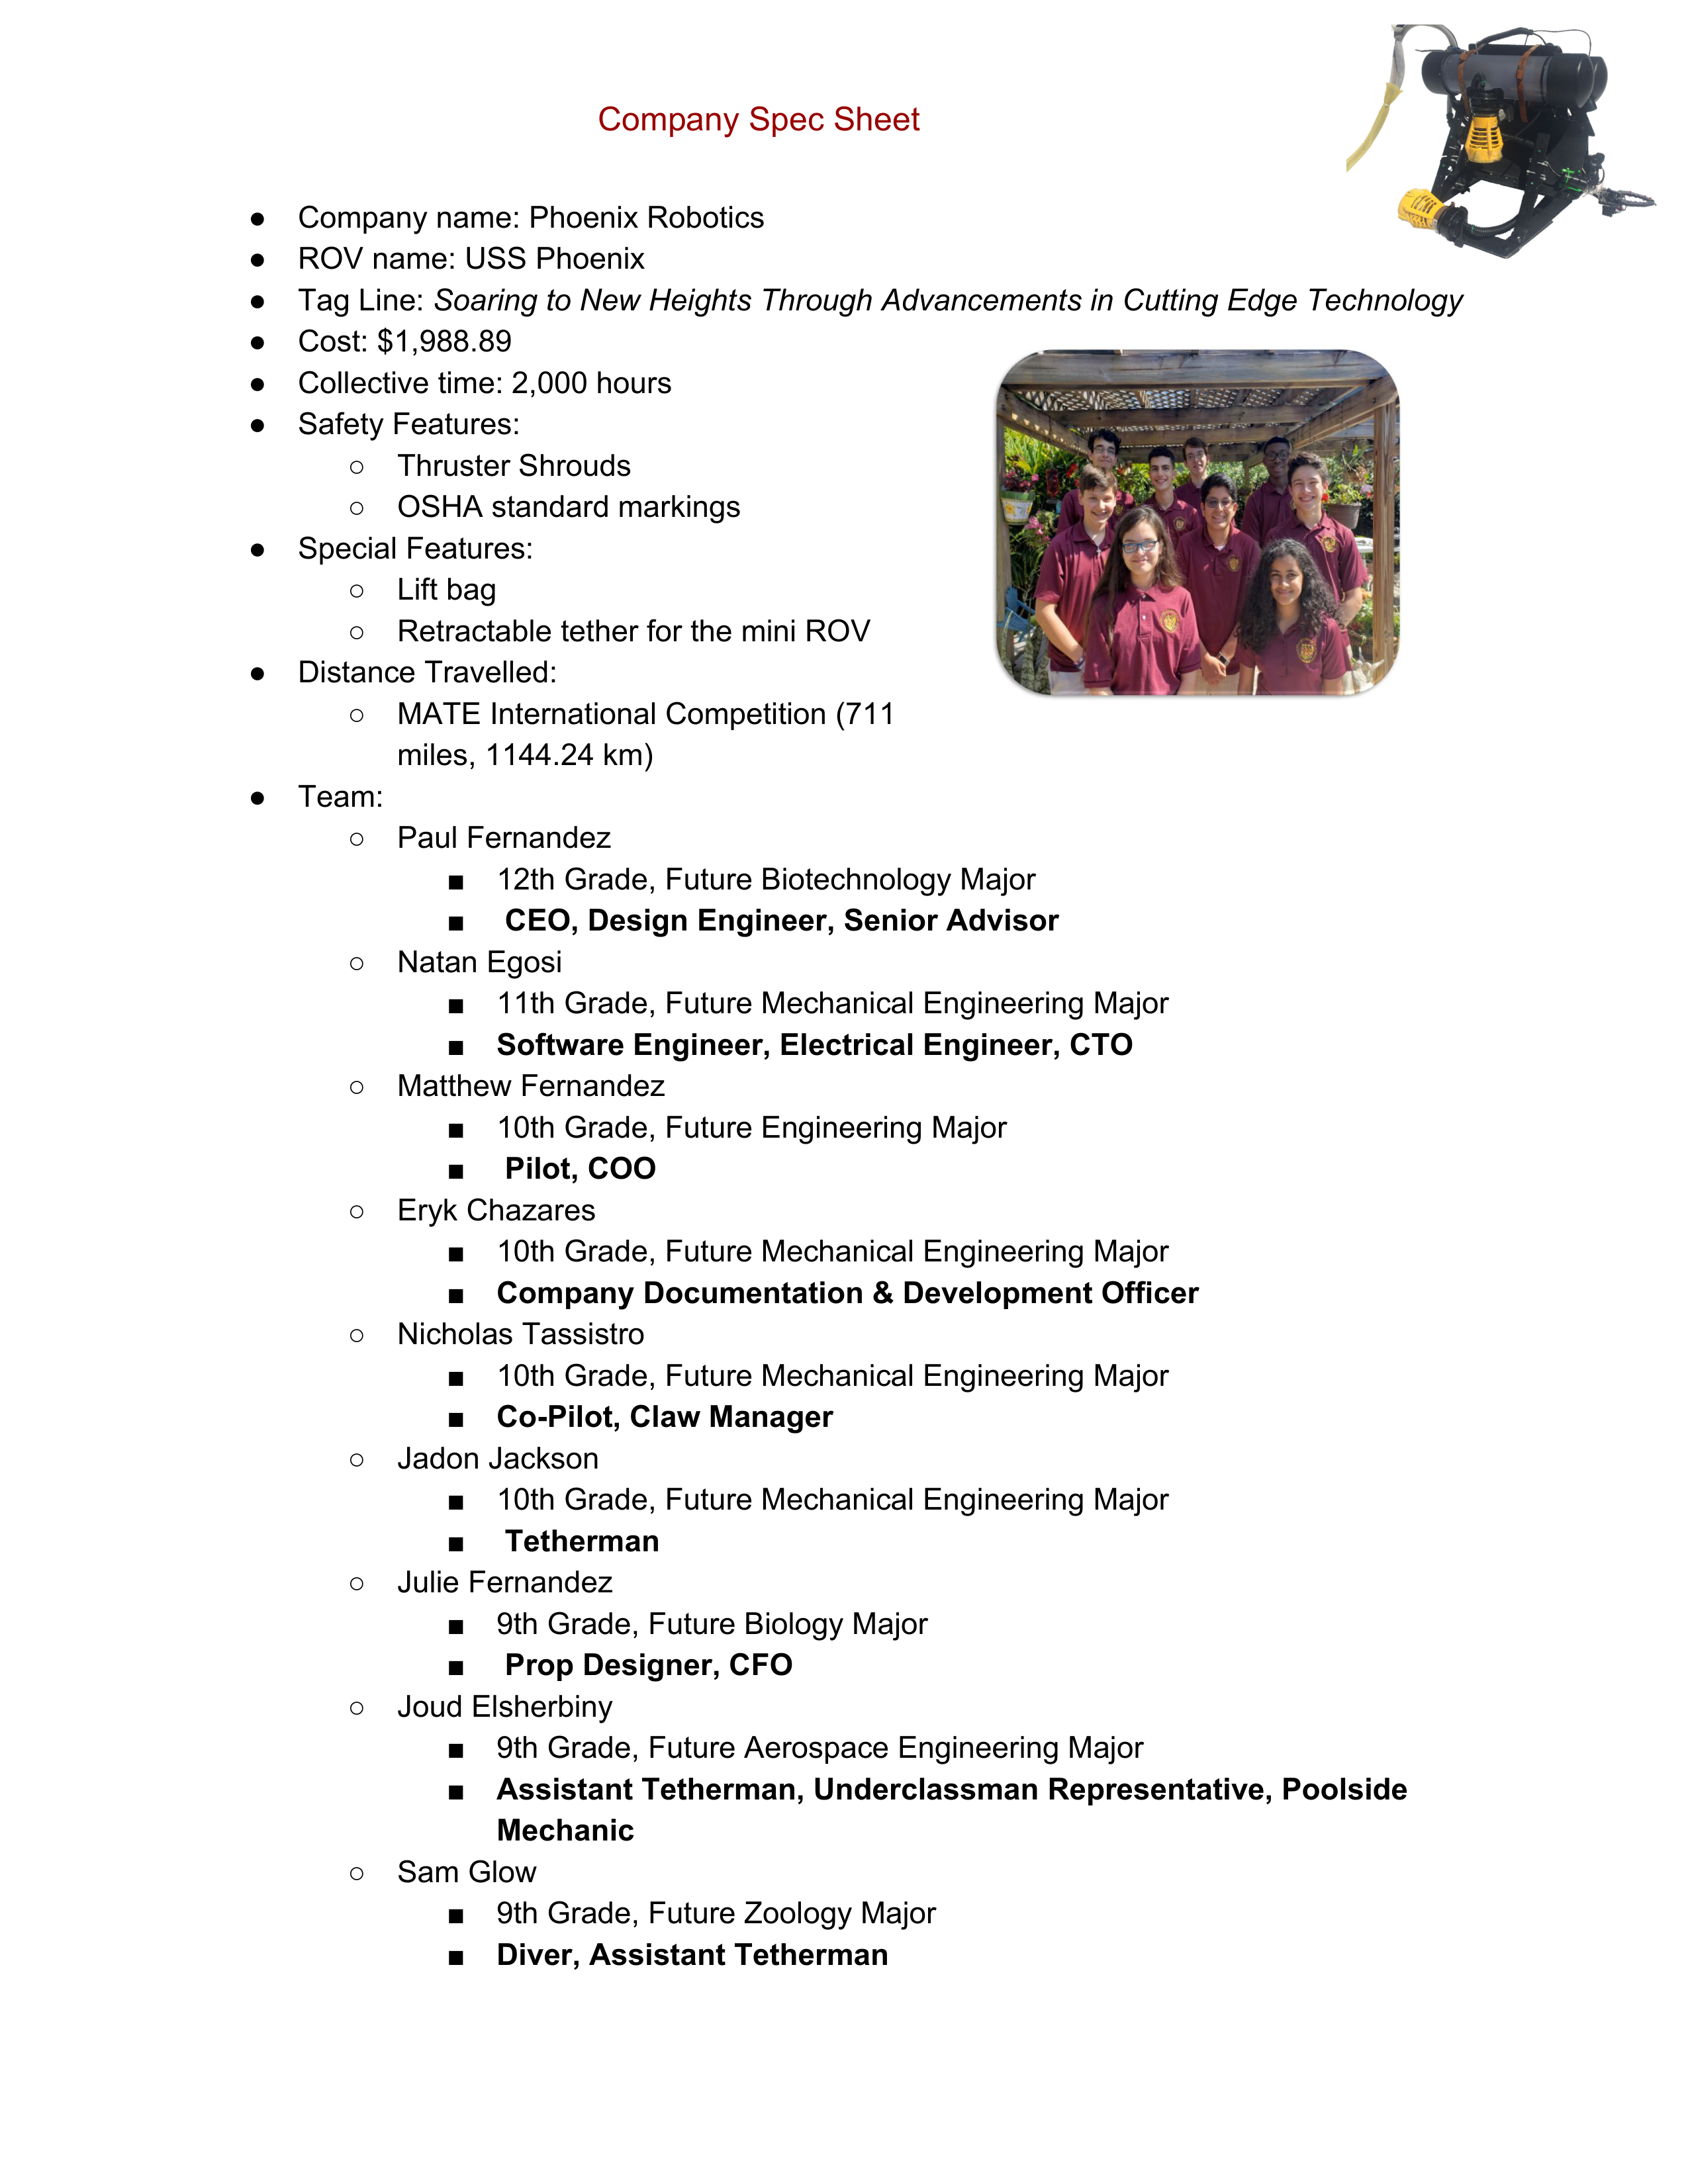 Company Spec Sheet
● Company name: Phoenix Robotics
● ROV name: USS Phoenix
● Tag Line: Soaring to New Heights Through Advancements in Cutting Edge Technology
● Cost: $1,988.89
● Collective time: 2,000 hours
● Safety Features:
○ Thruster Shrouds
○ OSHA standard markings
● Special Features:
○ Lift bag
○ Retractable tether for the mini ROV
● Distance Travelled:
○ MATE International Competition (711
miles, 1144.24 km)
● Team:
○ Paul Fernandez
■ 12th Grade, Future Biotechnology Major
■ CEO, Design Engineer, Senior Advisor
○ Natan Egosi
■ 11th Grade, Future Mechanical Engineering Major
■ Software Engineer, Electrical Engineer, CTO
○ Matthew Fernandez
■ 10th Grade, Future Engineering Major
■ Pilot, COO
○ Eryk Chazares
■ 10th Grade, Future Mechanical Engineering Major
■ Company Documentation & Development Officer
○ Nicholas Tassistro
■ 10th Grade, Future Mechanical Engineering Major
■ Co-Pilot, Claw Manager
○ Jadon Jackson
■ 10th Grade, Future Mechanical Engineering Major
■ Tetherman
○ Julie Fernandez
■ 9th Grade, Future Biology Major
■ Prop Designer, CFO
○ Joud Elsherbiny
■ 9th Grade, Future Aerospace Engineering Major
■ Assistant Tetherman, Underclassman Representative, Poolside
Mechanic
○ Sam Glow
■ 9th Grade, Future Zoology Major
■ Diver, Assistant Tetherman